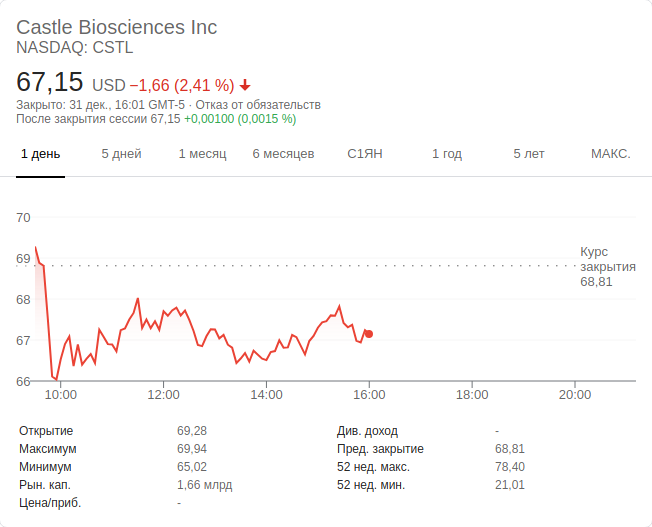 Castle Biosciences Inc
NASDAQ: CSTL
67,15 USD −1,66 (2,41 %)
Закрыто: 31 дек., 16:01 GMT-5 · Отказ от обязательств
После закрытия сессии 67,15 +0,00100 (0,0015 %)
1 день 5 дней 1 месяц 6 месяцев С1ЯН 1 год 5 лет МАКС.
70
69
68
67
66
Курс
закрытия
68,81
10:00 12:00 14:00 16:00 18:00 20:00
Открытие 69,28 Див. доход -
Максимум 69,94 Пред. закрытие 68,81
Минимум 65,02 52 нед. макс. 78,40
Рын. кап. 1,66 млрд 52 нед. мин. 21,01
Цена/приб. -